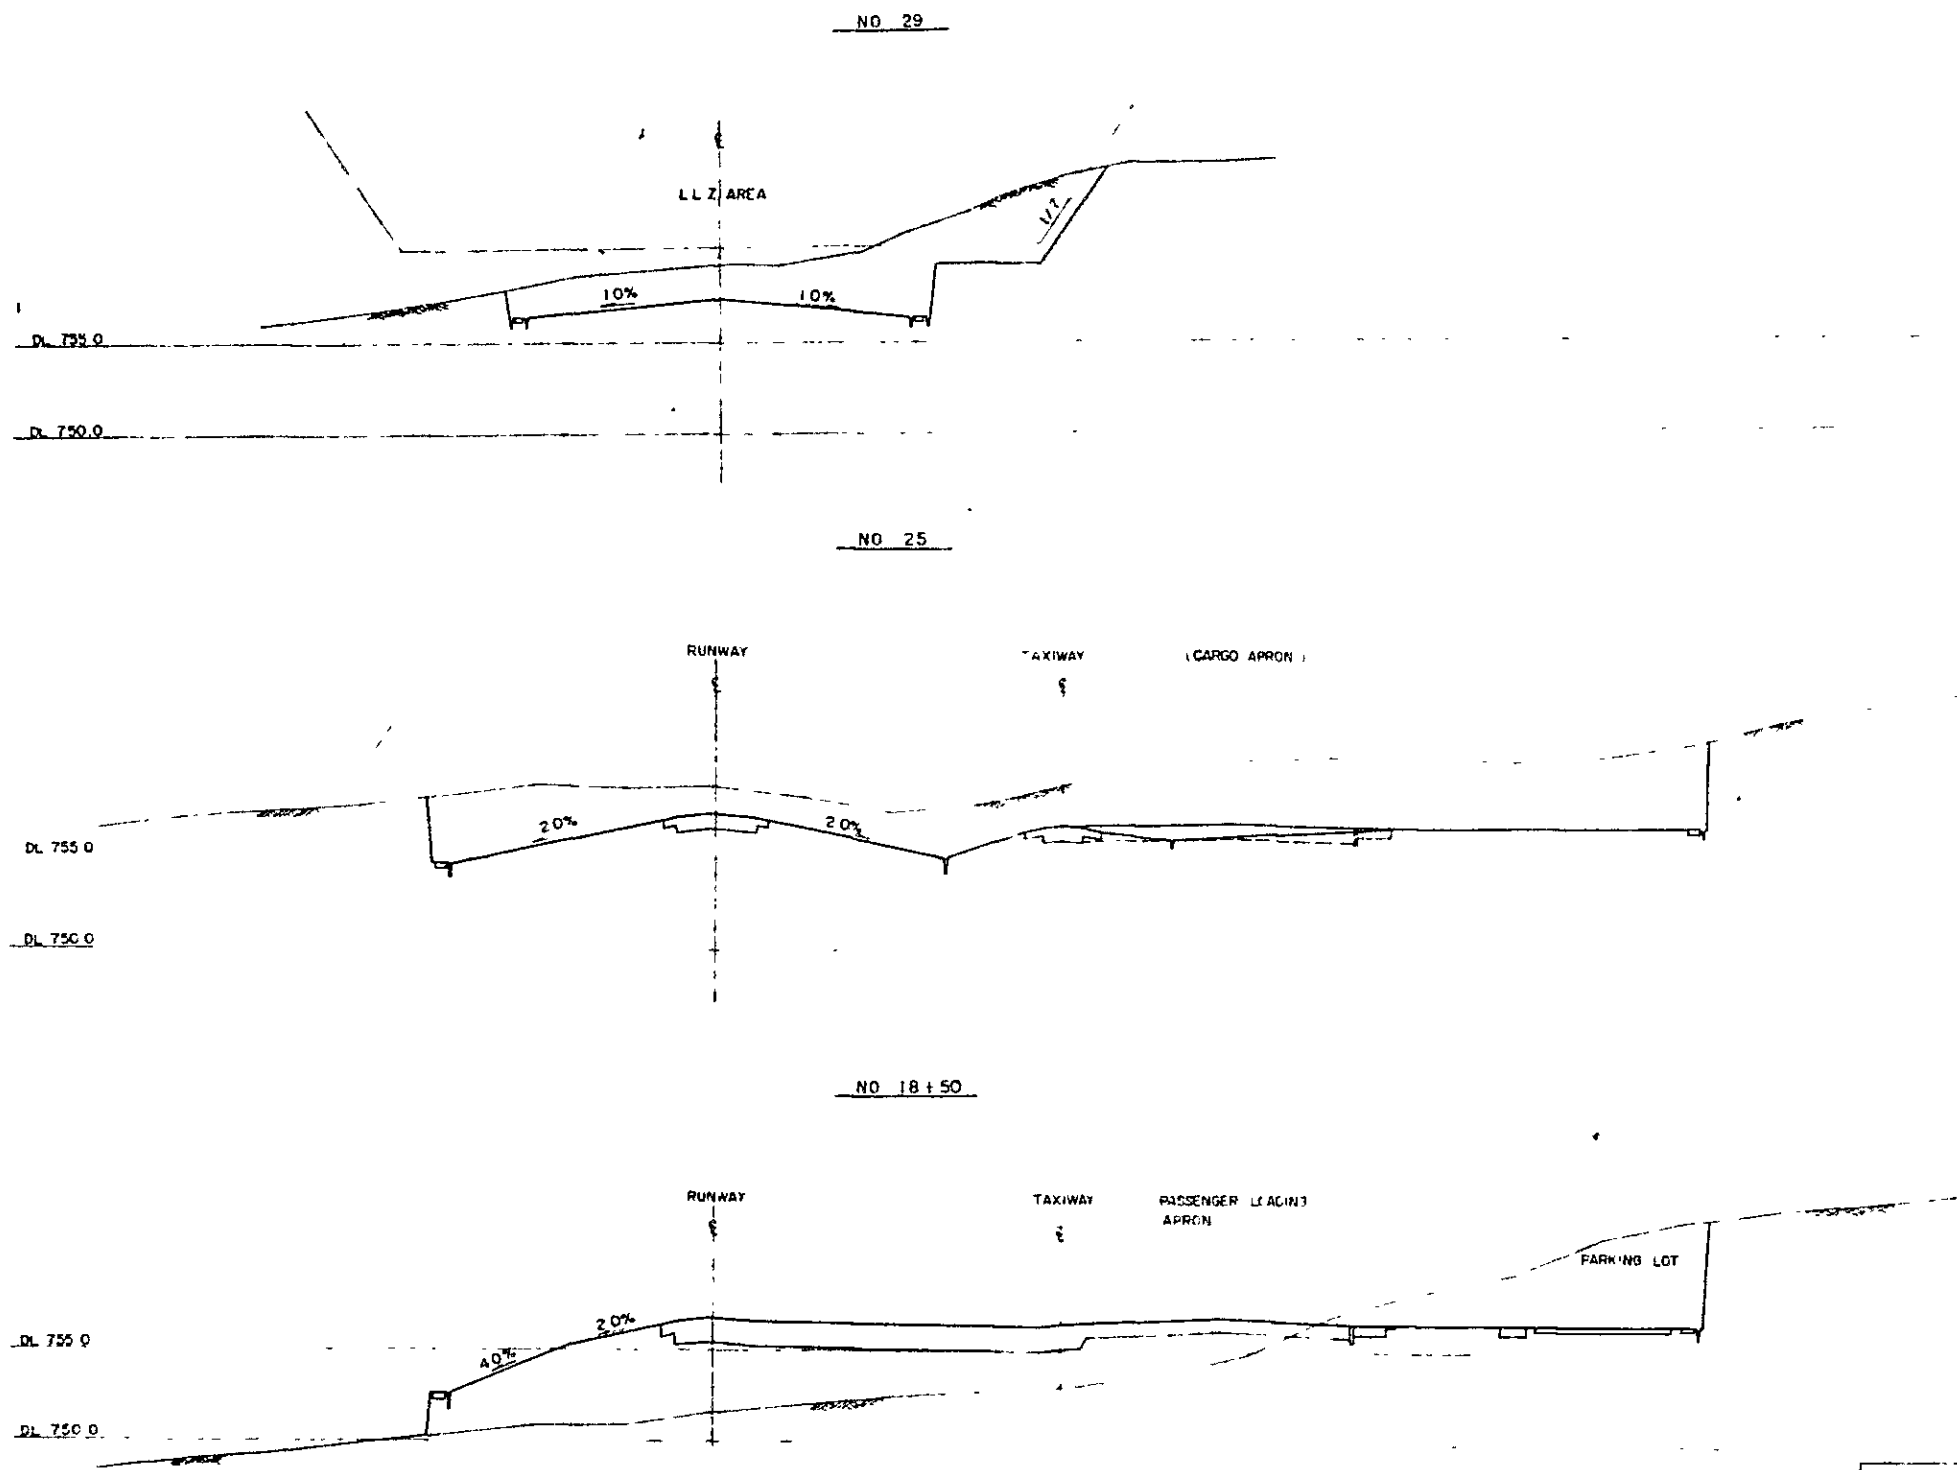 NO 29
LLZ AREA
1/7
10%
10%
DL 755 0
DL 750.0
NO 25
RUNWAY
TAXIWAY
(CARGO APRON)
20%
20%
DL 755 0
DL 750 0
NO 18+50
RUNWAY
TAXIWAY
PASSENGER LOADING
APRON
PARKING LOT
20%
DL 755 0
40%
DL 750 0